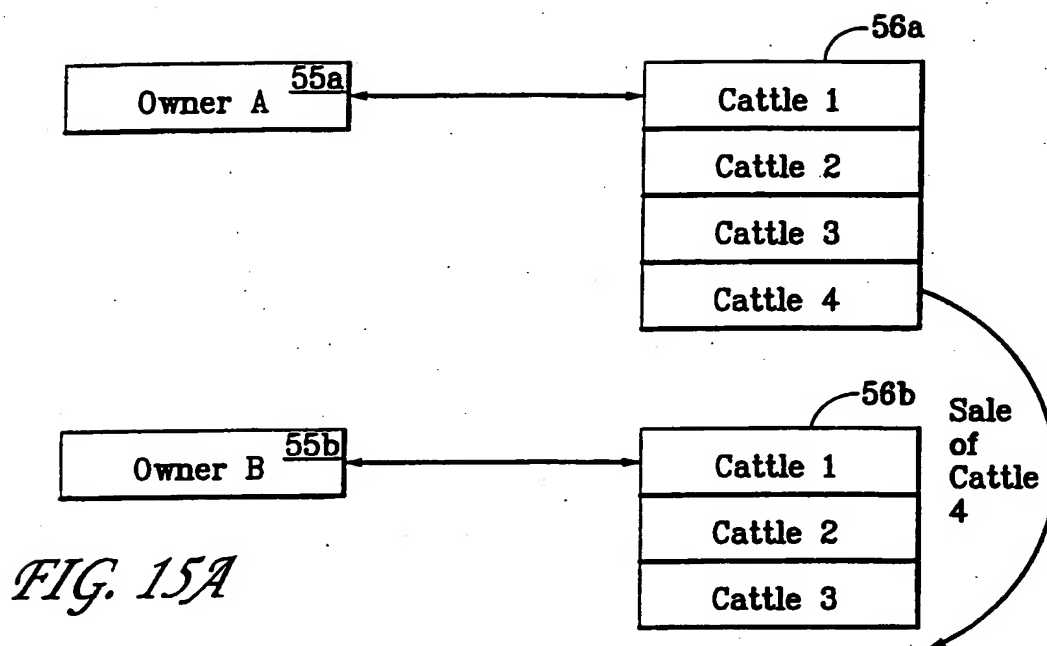 56a
55a
Owner A
Cattle 1
Cattle 2
Cattle 3
Cattle 4
56b
55b
Owner B
Cattle 1
Cattle 2
Cattle 3
Sale
of
Cattle
4
FIG. 15A